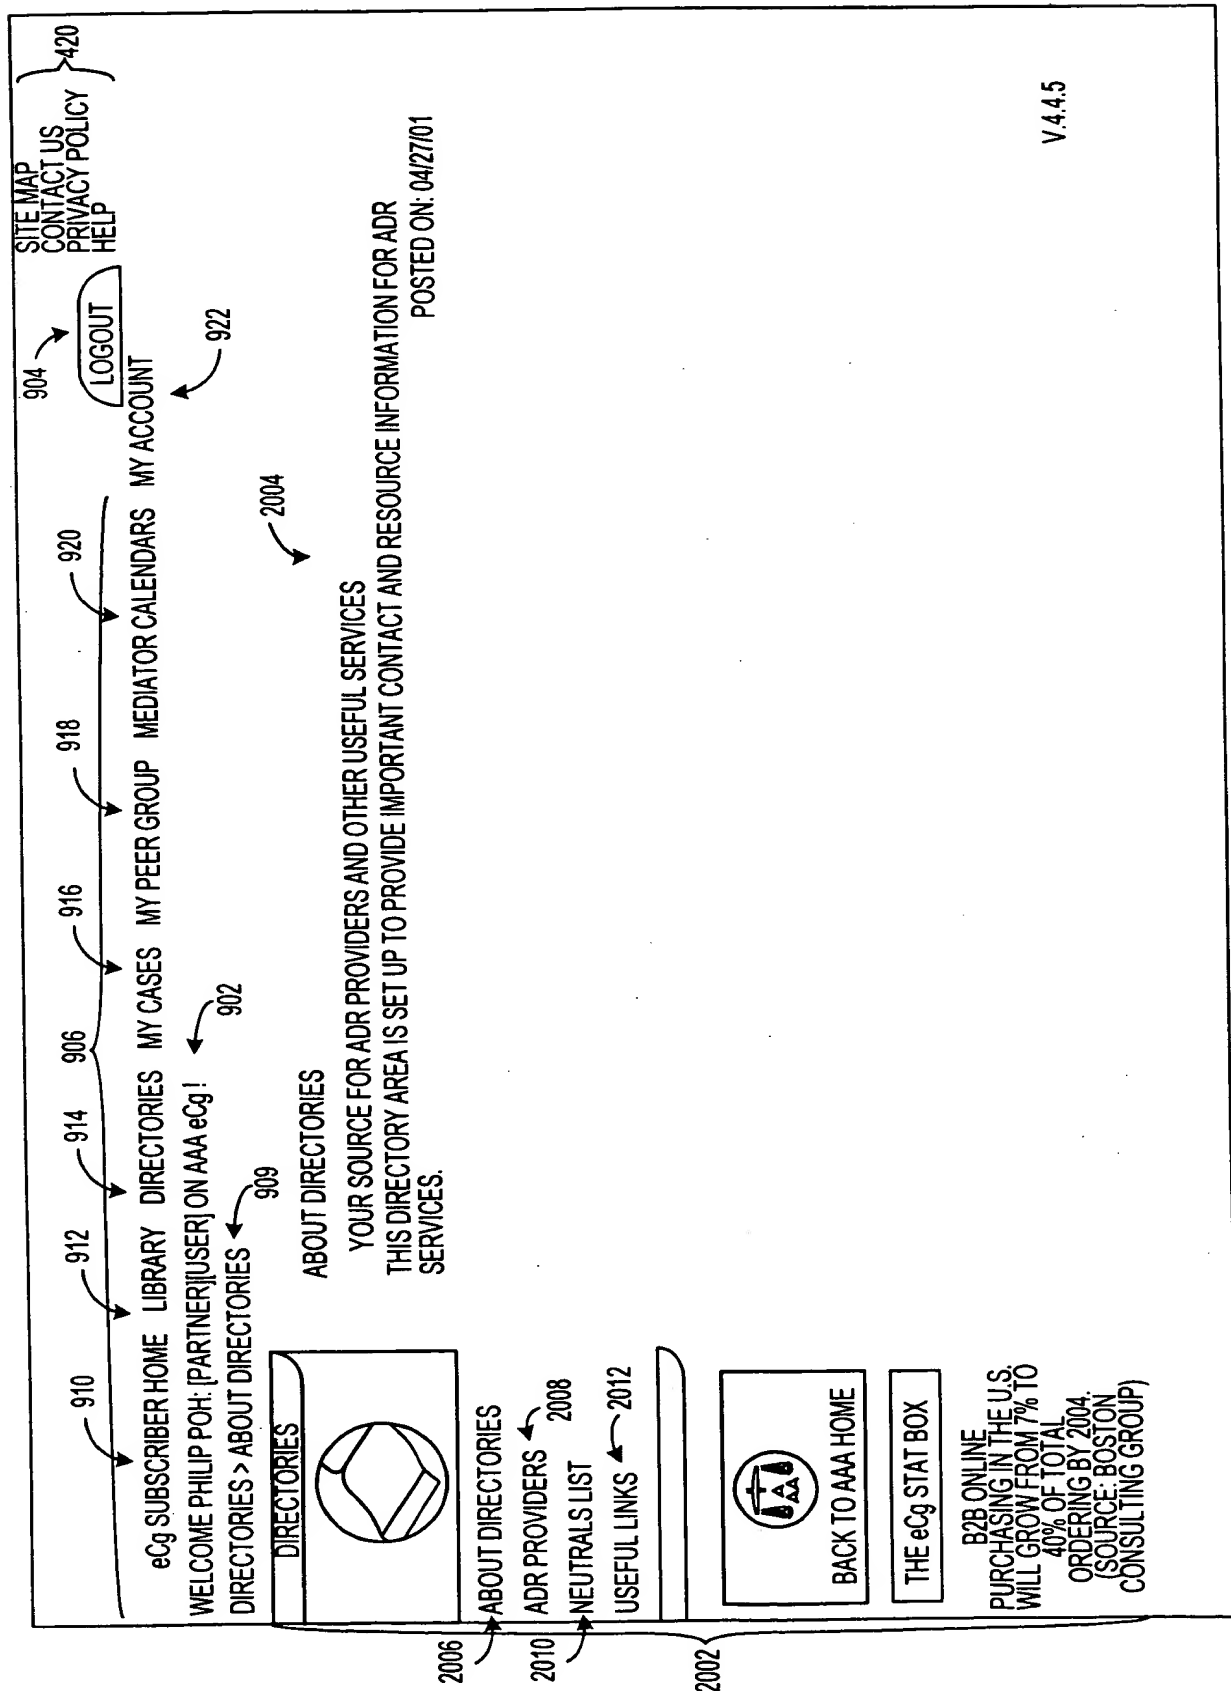 SITE MAP
CONTACT US
PRIVACY POLICY
HELP
420
904
LOGOUT
910
912
914
906
916
918
920
eCg SUBSCRIBER HOME LIBRARY DIRECTORIES MY CASES MY PEER GROUP MEDIATOR CALENDARS MY ACCOUNT
922
WELCOME PHILIP POH: [PARTNER][USER] ON AAA eCg !
902
DIRECTORIES > ABOUT DIRECTORIES
909
DIRECTORIES
2006
ABOUT DIRECTORIES
ADR PROVIDERS
2008
2010
NEUTRALS LIST
USEFUL LINKS
2012
2002
BACK TO AAA HOME
THE eCg STAT BOX
B2B ONLINE
PURCHASING IN THE U.S.
WILL GROW FROM 7% TO
40% OF TOTAL
ORDERING BY 2004.
(SOURCE: BOSTON
CONSULTING GROUP)
ABOUT DIRECTORIES
2004
YOUR SOURCE FOR ADR PROVIDERS AND OTHER USEFUL SERVICES
THIS DIRECTORY AREA IS SET UP TO PROVIDE IMPORTANT CONTACT AND RESOURCE INFORMATION FOR ADR
SERVICES.
POSTED ON: 04/27/01
V.4.4.5